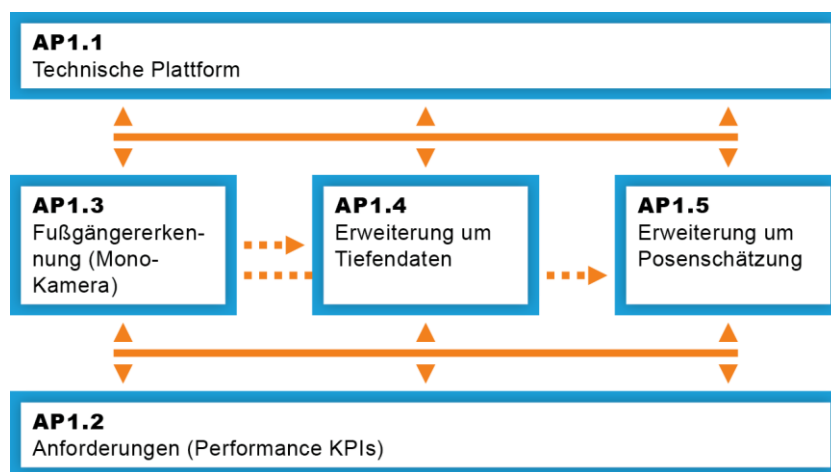 AP1.1
Technische Plattform
AP1.3
Fußgängererken-
nung (Mono-
Kamera)
AP1.4
Erweiterung um
Tiefendaten
AP1.5
Erweiterung um
Posenschätzung
AP1.2
Anforderungen (Performance KPIs)